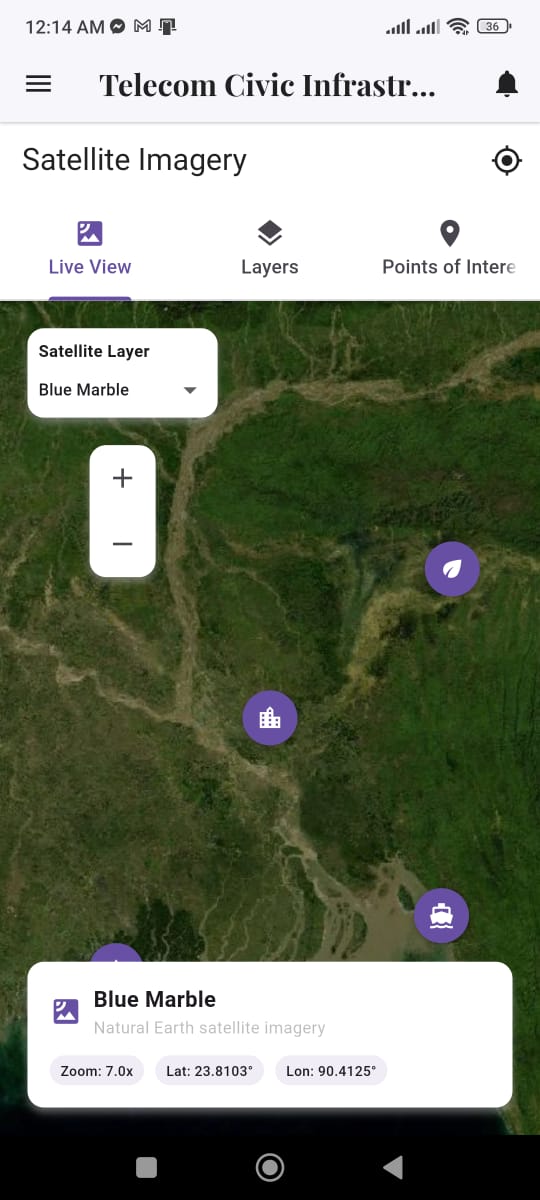 12:14 AM
36
Telecom Civic Infrastr...
Satellite Imagery
Live View
Layers
Points of Intere
Satellite Layer
Blue Marble
+
−
Blue Marble
Natural Earth satellite imagery
Zoom: 7.0x
Lat: 23.8103°
Lon: 90.4125°